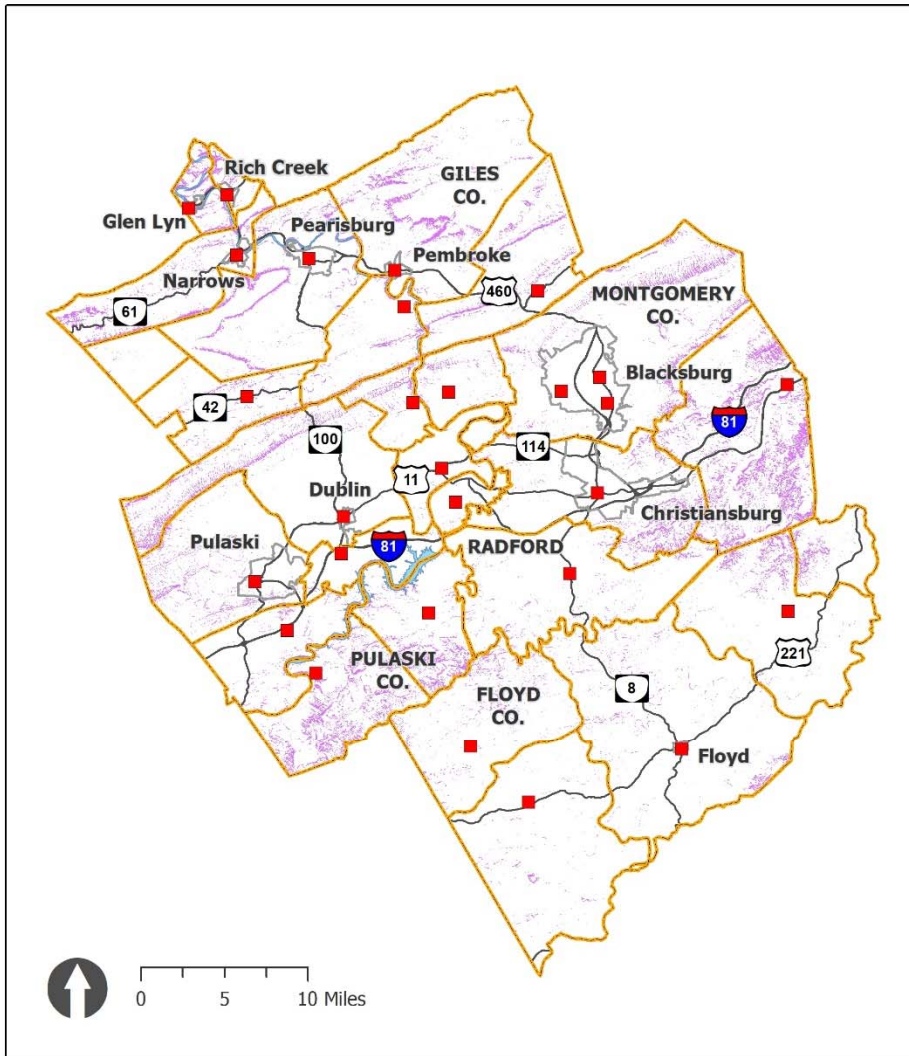 Rich Creek
GILES
CO.
Glen Lyn
Pearisburg
Pembroke
Narrows
460
MONTGOMERY
CO.
61
Blacksburg
42
81
100
114
11
Dublin
Christiansburg
Pulaski
81
RADFORD
221
PULASKI
CO.
8
FLOYD
CO.
Floyd
0 5 10 Miles